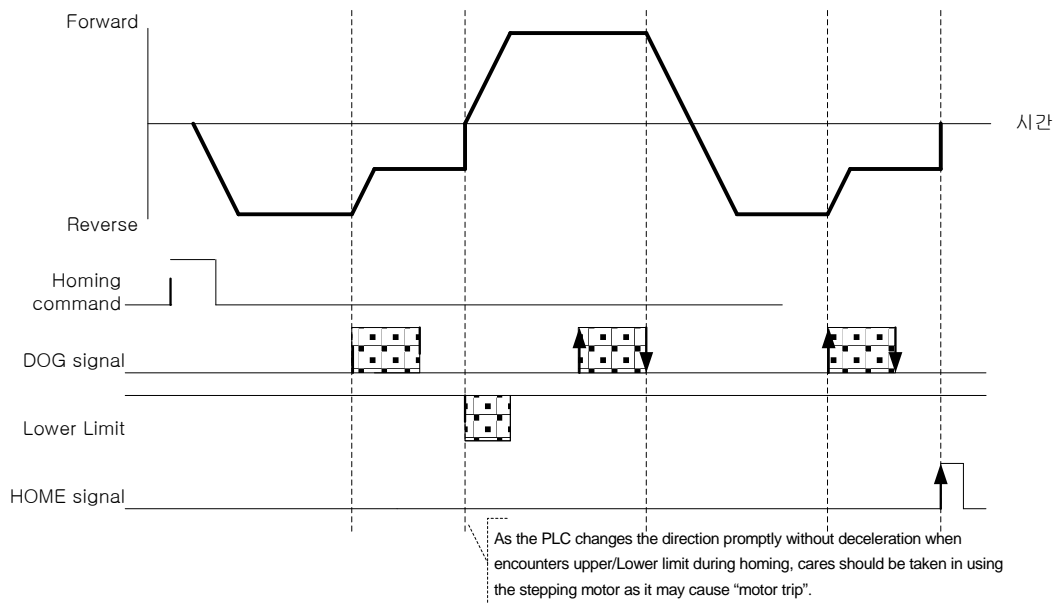 Forward
시간
Reverse
Homing
command
DOG signal
Lower Limit
HOME signal
As the PLC changes the direction promptly without deceleration when
encounters upper/Lower limit during homing, cares should be taken in using
the stepping motor as it may cause “motor trip”.